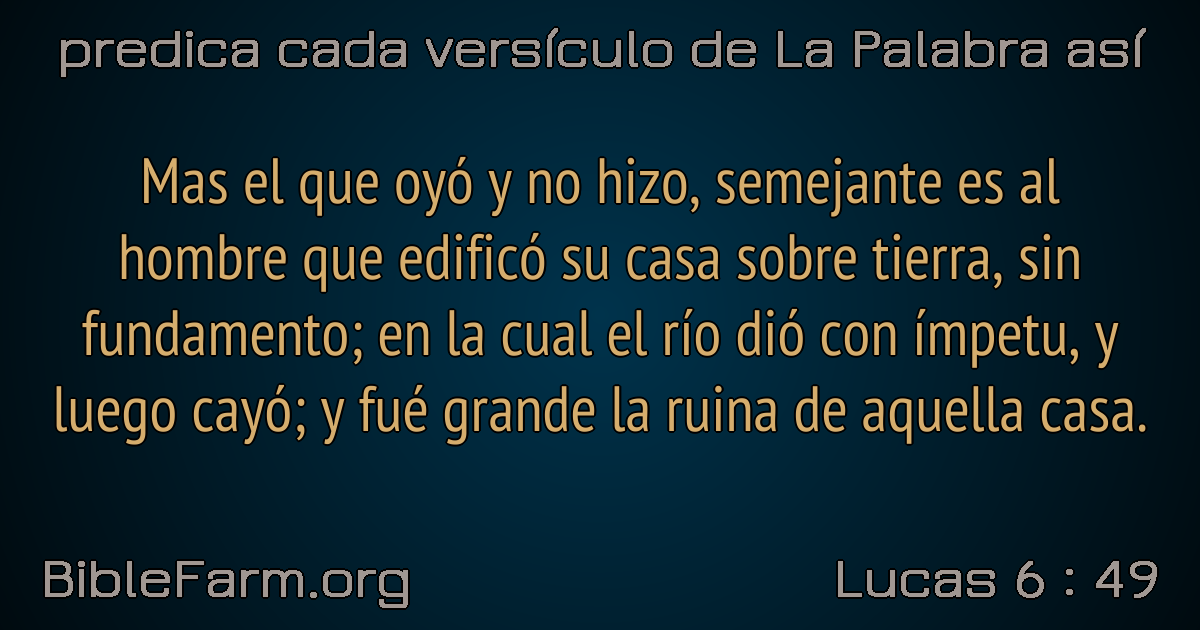 predica cada versículo de La Palabra así
Mas el que oyó y no hizo, semejante es al
hombre que edificó su casa sobre tierra, sin
fundamento; en la cual el río dió con ímpetu, y
luego cayó; y fué grande la ruina de aquella casa.
BibleFarm.org
Lucas 6 : 49